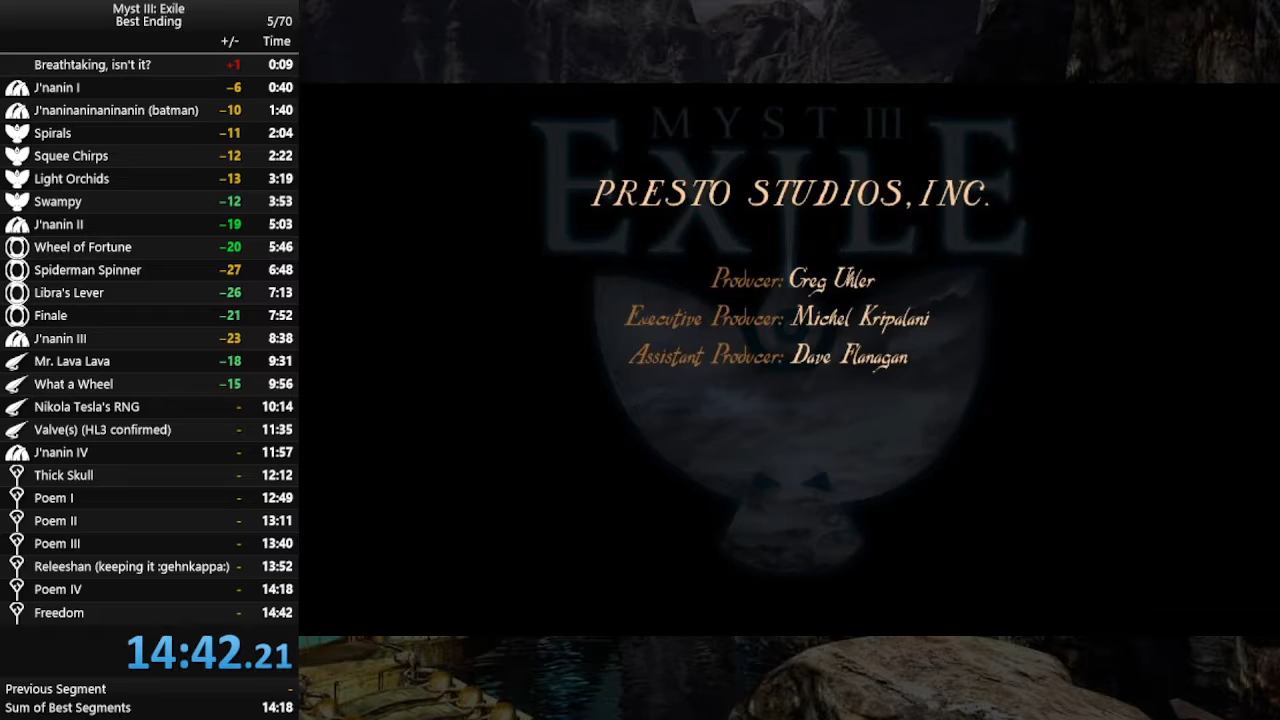 Myst III: Exile
Best Ending 5/70
+/- Time
Breathtaking, isn't it? +1 0:09
J'nanin I −6 0:40
J'naninaninaninanin (batman) −10 1:40
Spirals −11 2:04
Squee Chirps −12 2:22
Light Orchids −13 3:19
Swampy −12 3:53
J'nanin II −19 5:03
Wheel of Fortune −20 5:46
Spiderman Spinner −27 6:48
Libra's Lever −26 7:13
Finale −21 7:52
J'nanin III −23 8:38
Mr. Lava Lava −18 9:31
What a Wheel −15 9:56
Nikola Tesla's RNG - 10:14
Valve(s) (HL3 confirmed) - 11:35
J'nanin IV - 11:57
Thick Skull - 12:12
Poem I - 12:49
Poem II - 13:11
Poem III - 13:40
Releeshan (keeping it :gehnkappa:) - 13:52
Poem IV - 14:18
Freedom - 14:42
14:42.21
Previous Segment -
Sum of Best Segments 14:18
MYST III
EXILE
PRESTO STUDIOS, INC.
Producer: Greg Uhler
Executive Producer: Michel Kripalani
Assistant Producer: Dave Flanagan